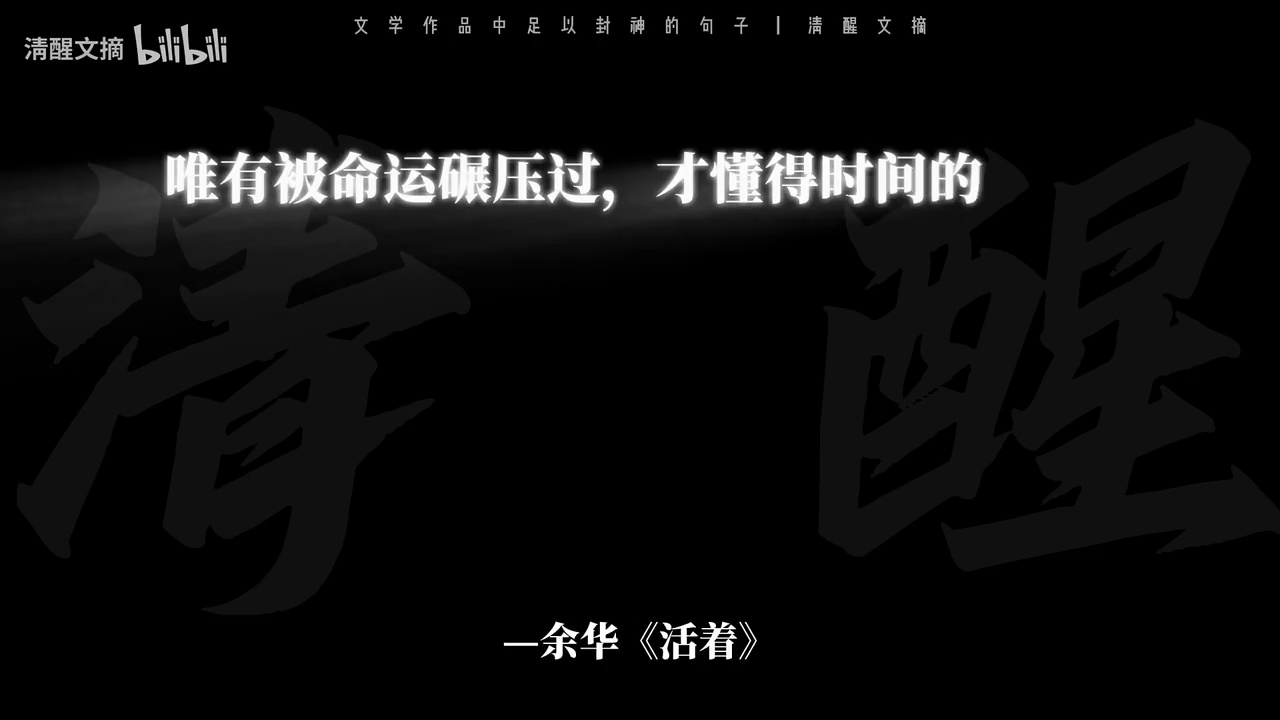 文学作品中足以封神的句子 | 清醒文摘
清醒文摘 bilibili
唯有被命运碾压过，才懂得时间的
清醒
—余华《活着》